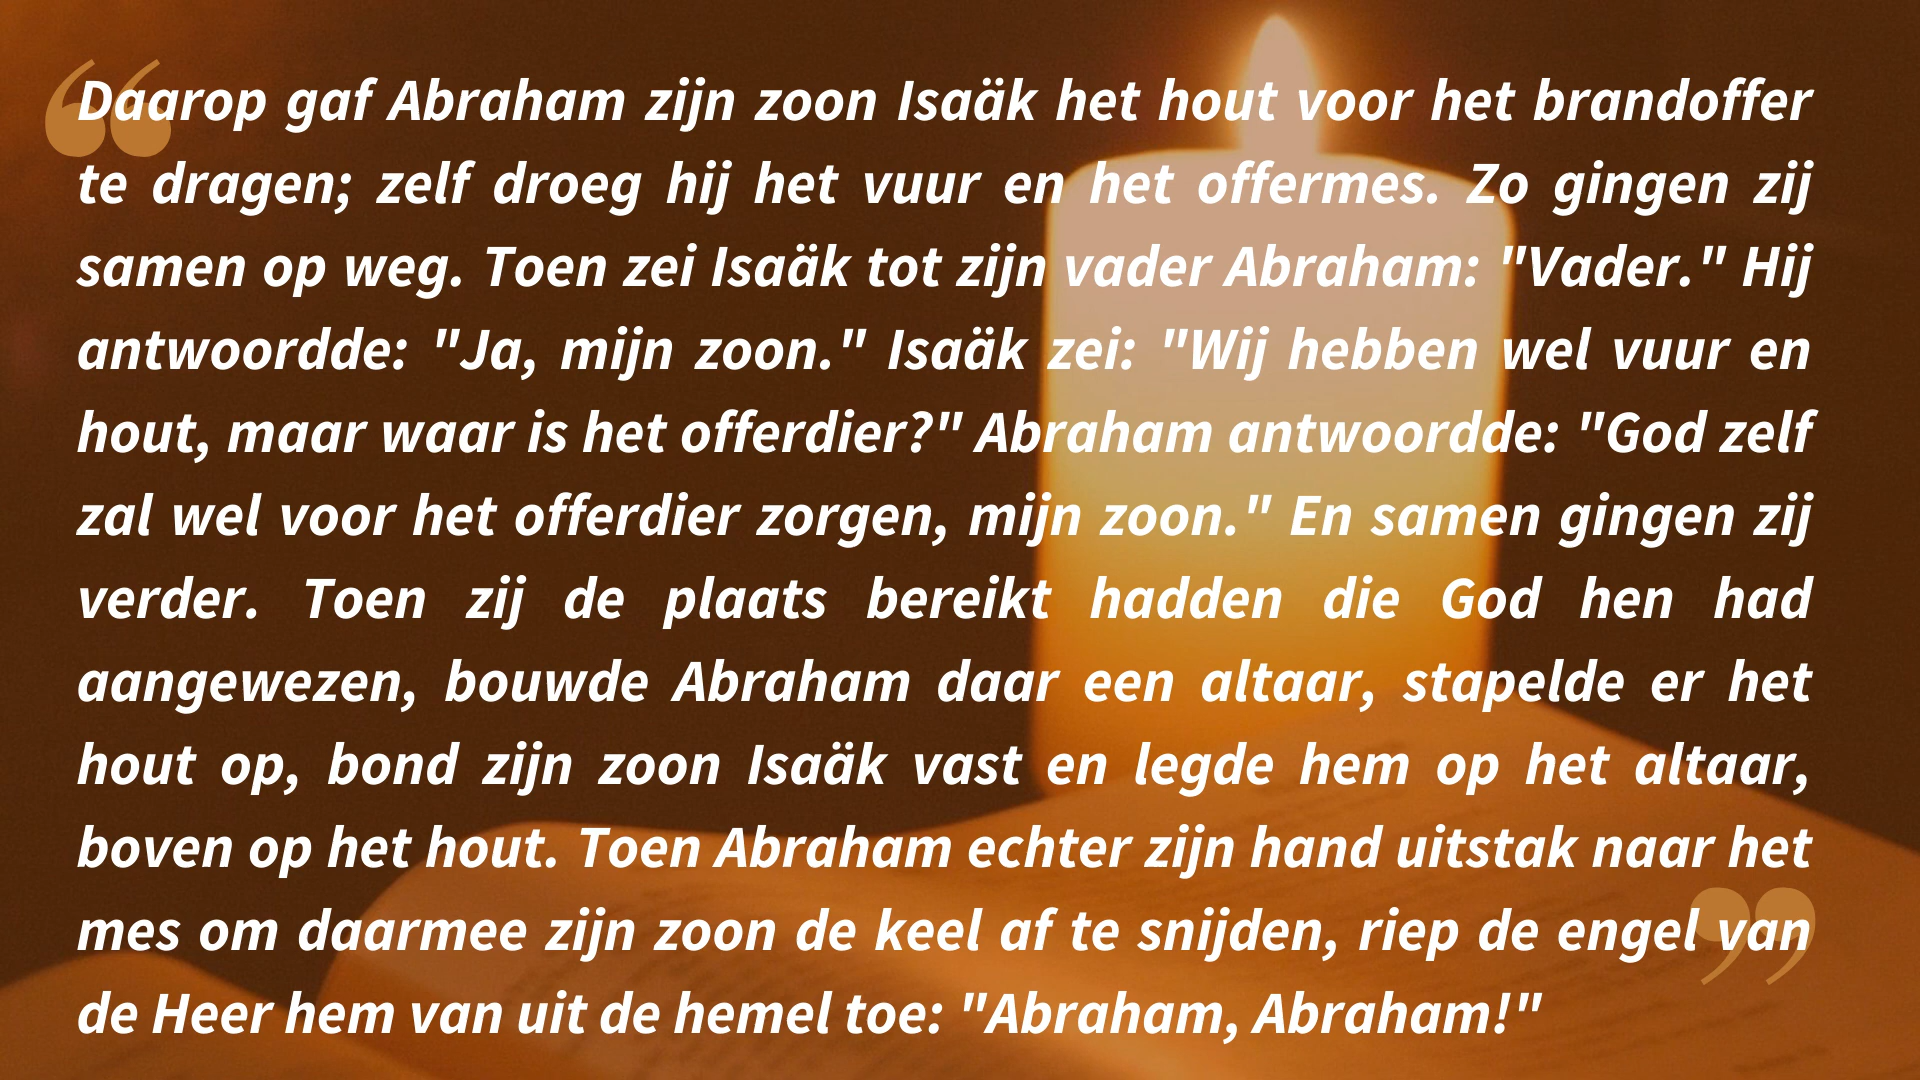 Daarop gaf Abraham zijn zoon Isaäk het hout voor het brandoffer
te dragen; zelf droeg hij het vuur en het offermes. Zo gingen zij
samen op weg. Toen zei Isaäk tot zijn vader Abraham: "Vader." Hij
antwoordde: "Ja, mijn zoon." Isaäk zei: "Wij hebben wel vuur en
hout, maar waar is het offerdier?" Abraham antwoordde: "God zelf
zal wel voor het offerdier zorgen, mijn zoon." En samen gingen zij
verder. Toen zij de plaats bereikt hadden die God hen had
aangewezen, bouwde Abraham daar een altaar, stapelde er het
hout op, bond zijn zoon Isaäk vast en legde hem op het altaar,
boven op het hout. Toen Abraham echter zijn hand uitstak naar het
mes om daarmee zijn zoon de keel af te snijden, riep de engel van
de Heer hem van uit de hemel toe: "Abraham, Abraham!"